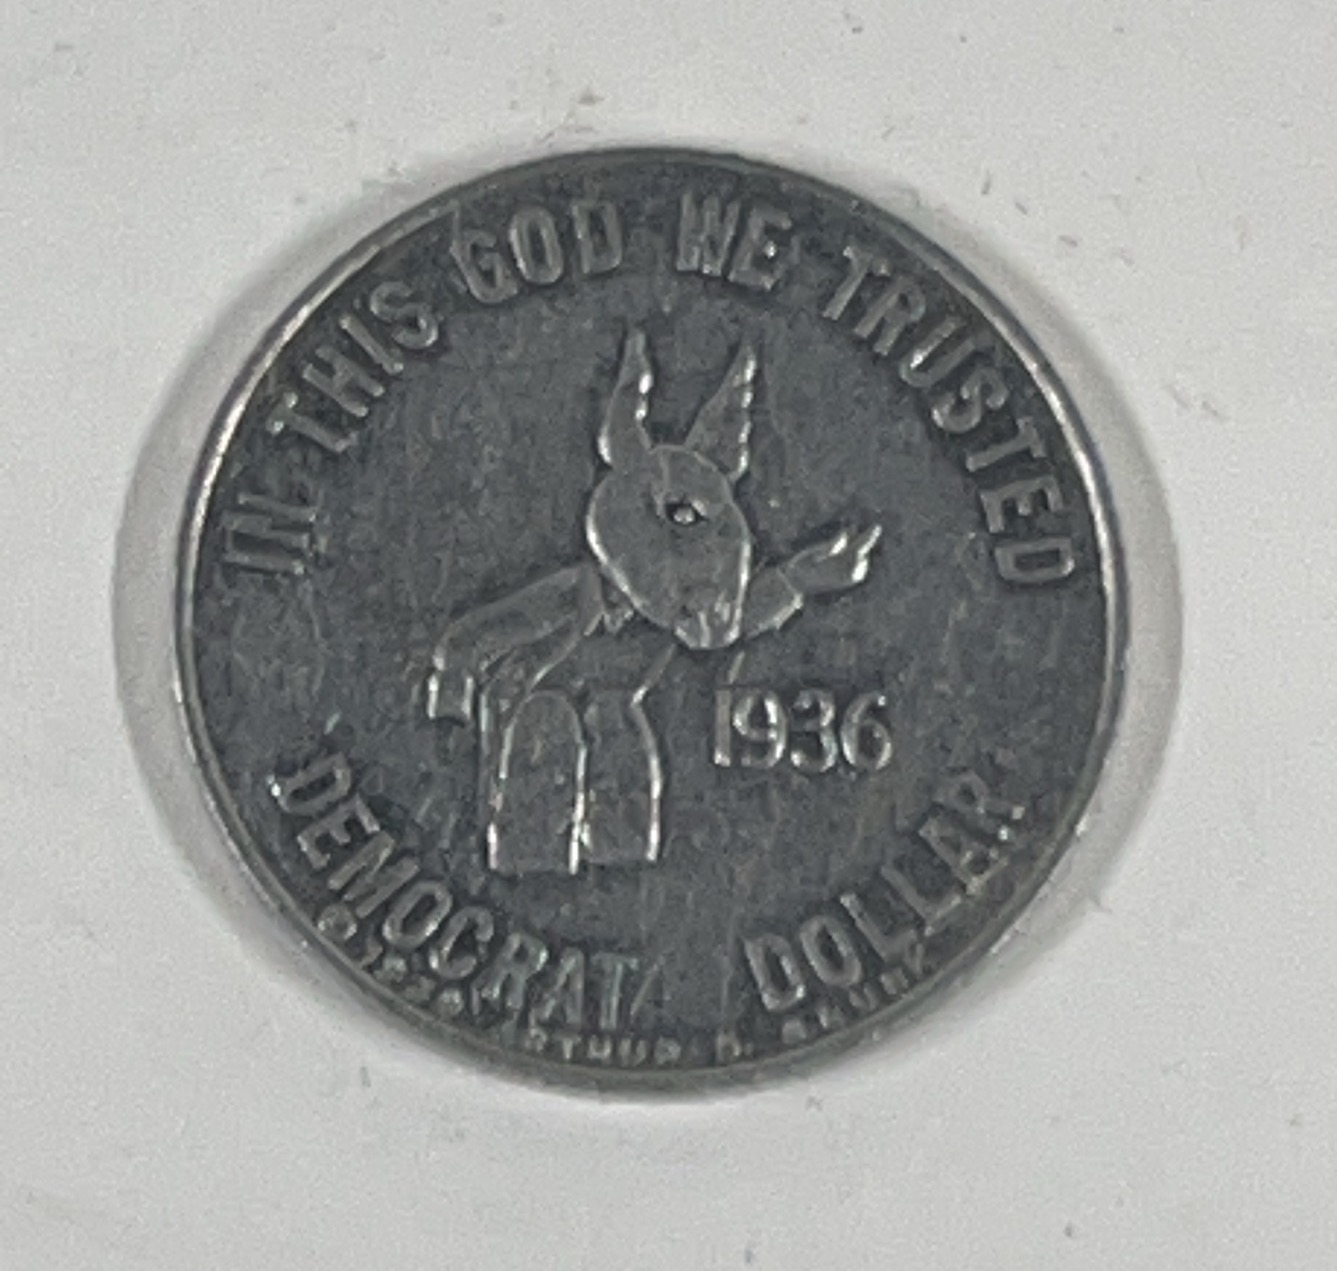 IN THIS GOD WE TRUSTED
1936
DEMOCRAT DOLLAR